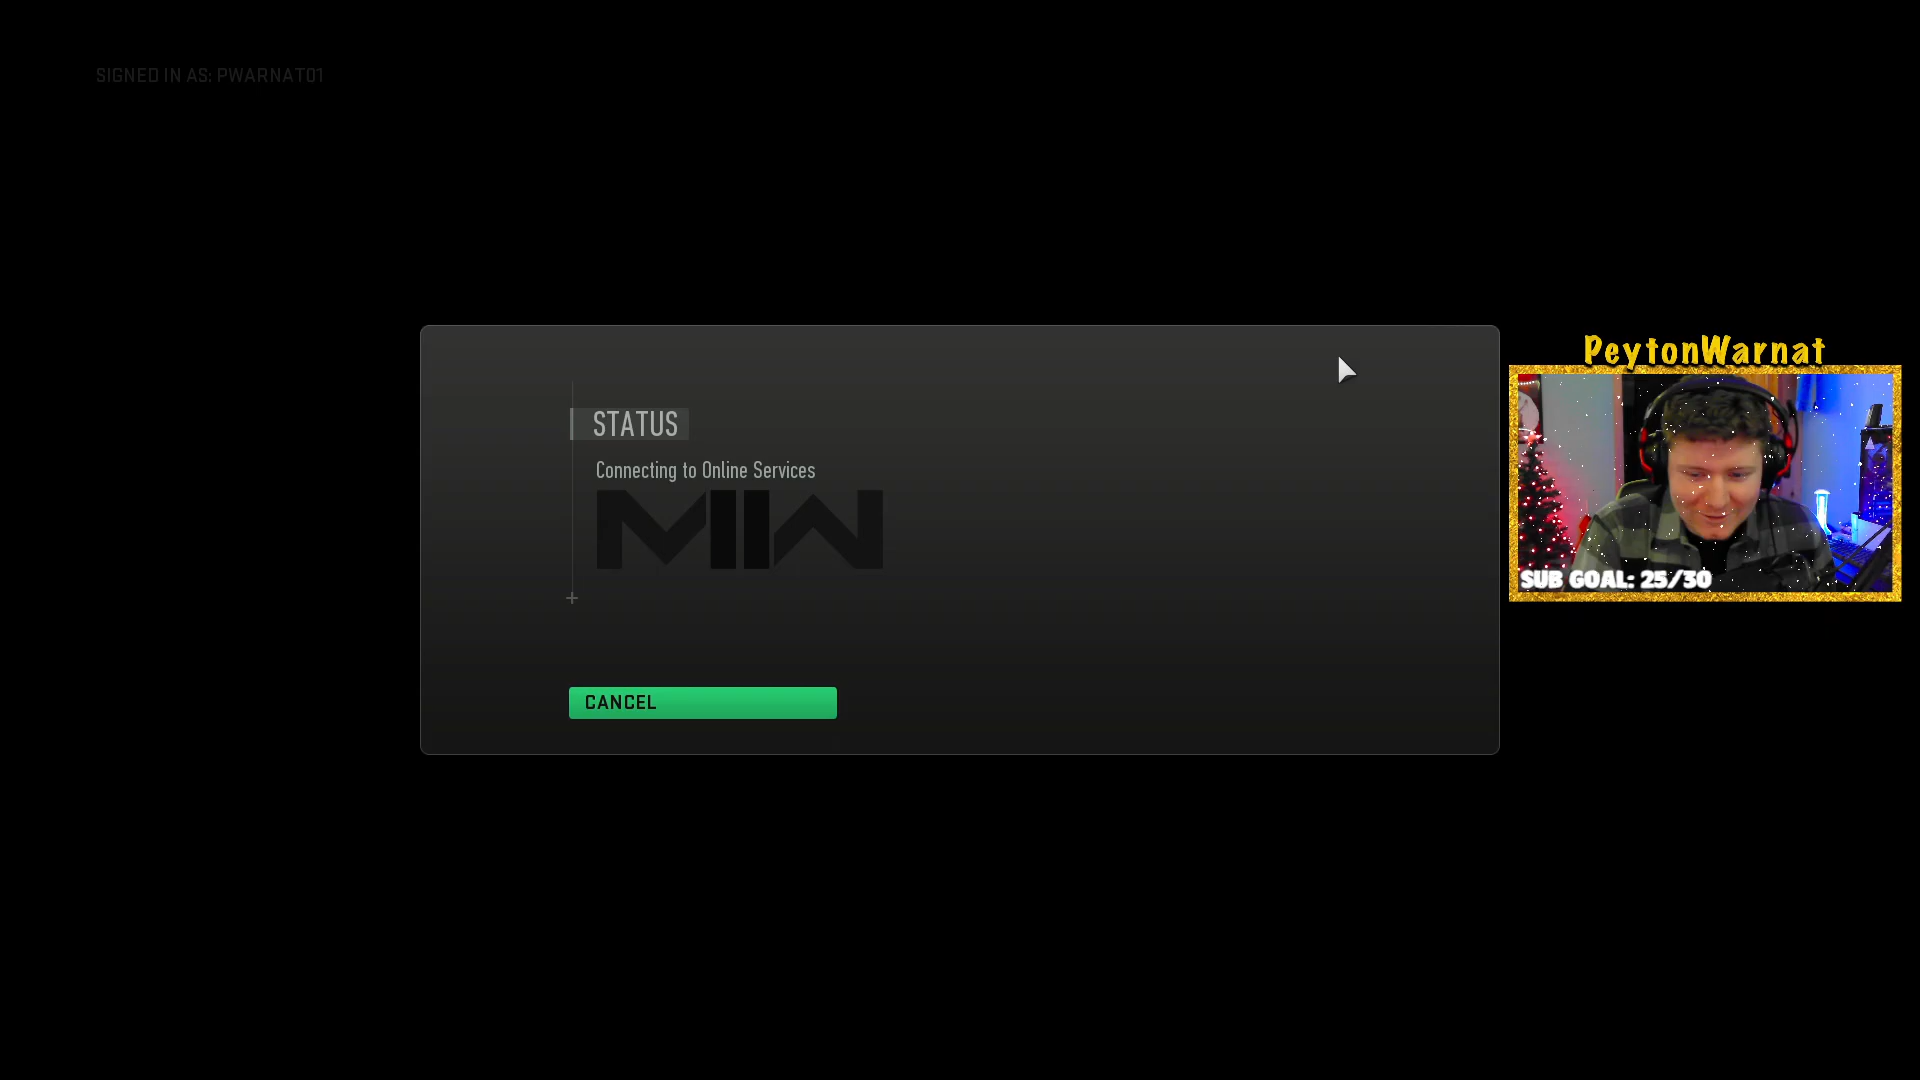 SIGNED IN AS: PWARNAT01
PeytonWarnat
STATUS
Connecting to Online Services
MIIW
SUB GOAL: 25/30
CANCEL